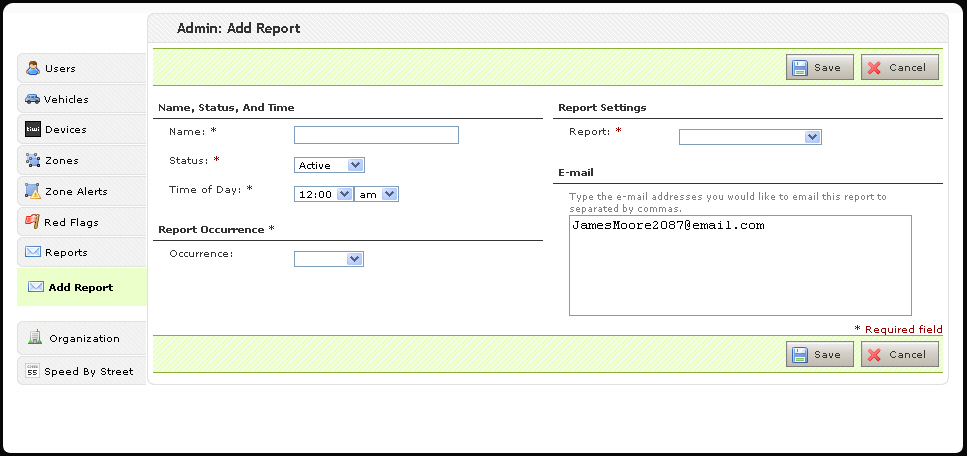 Admin: Add Report
Users
Vehicles
tiwi Devices
Zones
Zone Alerts
Red Flags
Reports
Add Report
Organization
55 Speed By Street
Save Cancel
Name, Status, And Time
Name: *
Status: * Active
Time of Day: * 12:00 am
Report Occurrence *
Occurrence:
Report Settings
Report: *
E-mail
Type the e-mail addresses you would like to email this report to
separated by commas.
JamesMoore2087@email.com
* Required field
Save Cancel